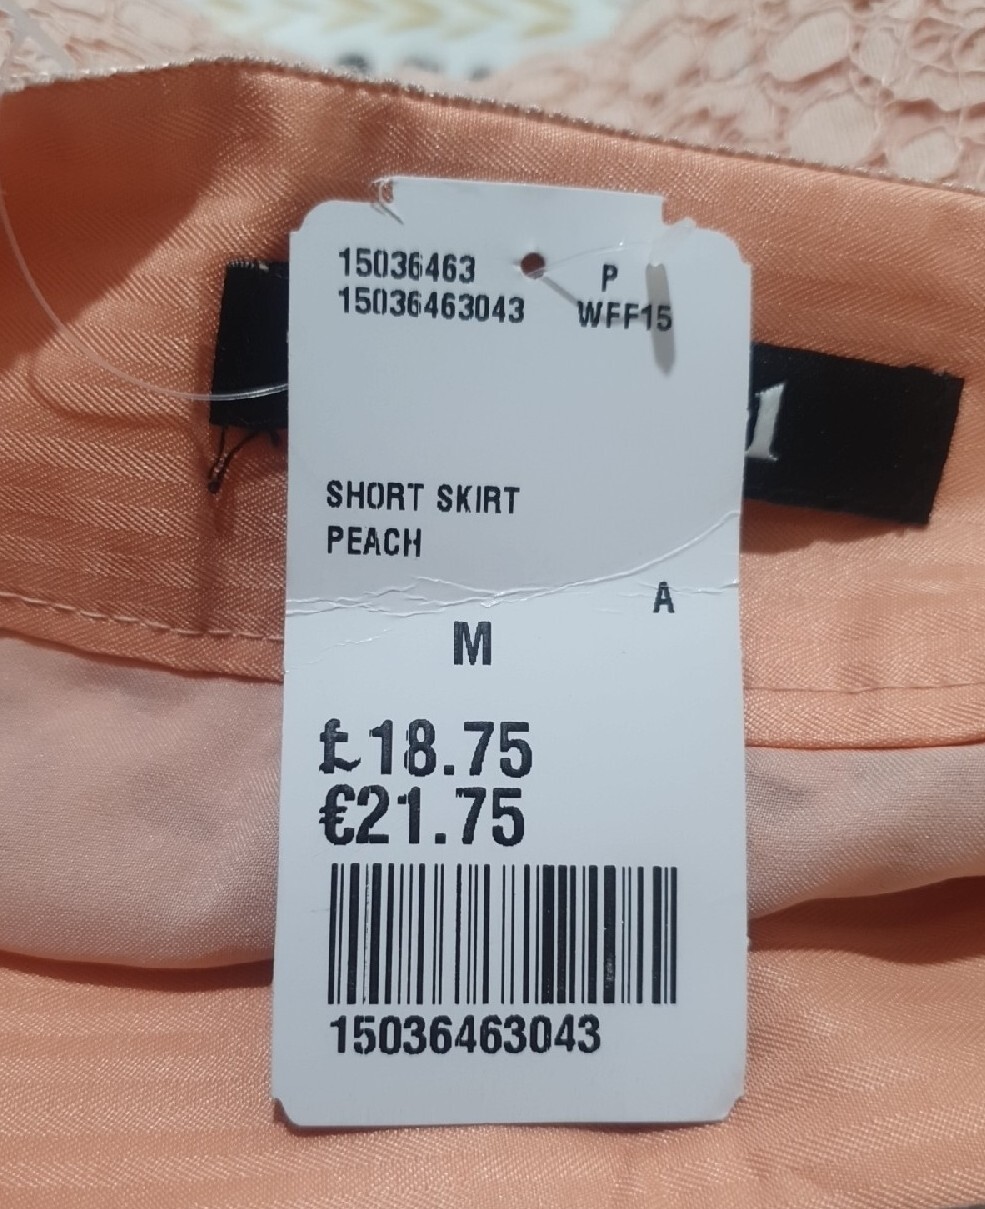 15036463
15036463043
P
WFF15
SHORT SKIRT
PEACH
A
M
£18.75
€21.75
15036463043